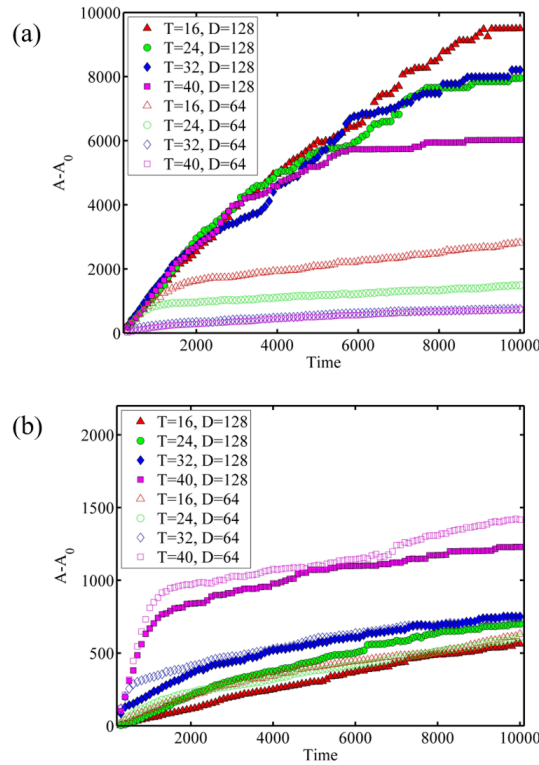 (a)
10000
8000
6000
4000
2000
0
A-A0
T=16, D=128
T=24, D=128
T=32, D=128
T=40, D=128
T=16, D=64
T=24, D=64
T=32, D=64
T=40, D=64
2000 4000 6000 8000 10000
Time
(b)
2000
1500
1000
500
0
A-A0
T=16, D=128
T=24, D=128
T=32, D=128
T=40, D=128
T=16, D=64
T=24, D=64
T=32, D=64
T=40, D=64
2000 4000 6000 8000 10000
Time